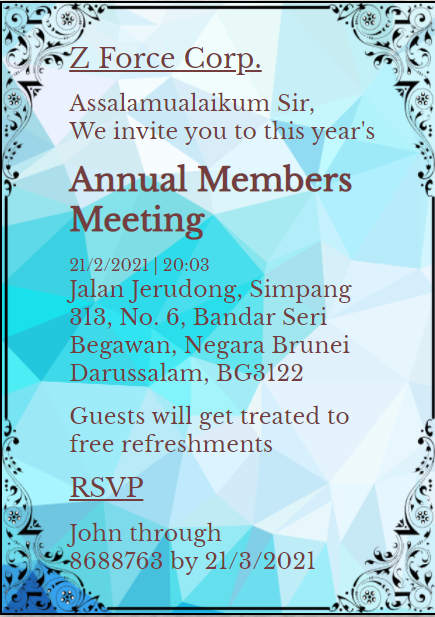 Z Force Corp.
Assalamualaikum Sir,
We invite you to this year's
Annual Members
Meeting
21/2/2021 | 20:03
Jalan Jerudong, Simpang
313, No. 6, Bandar Seri
Begawan, Negara Brunei
Darussalam, BG3122
Guests will get treated to
free refreshments
RSVP
John through
8688763 by 21/3/2021